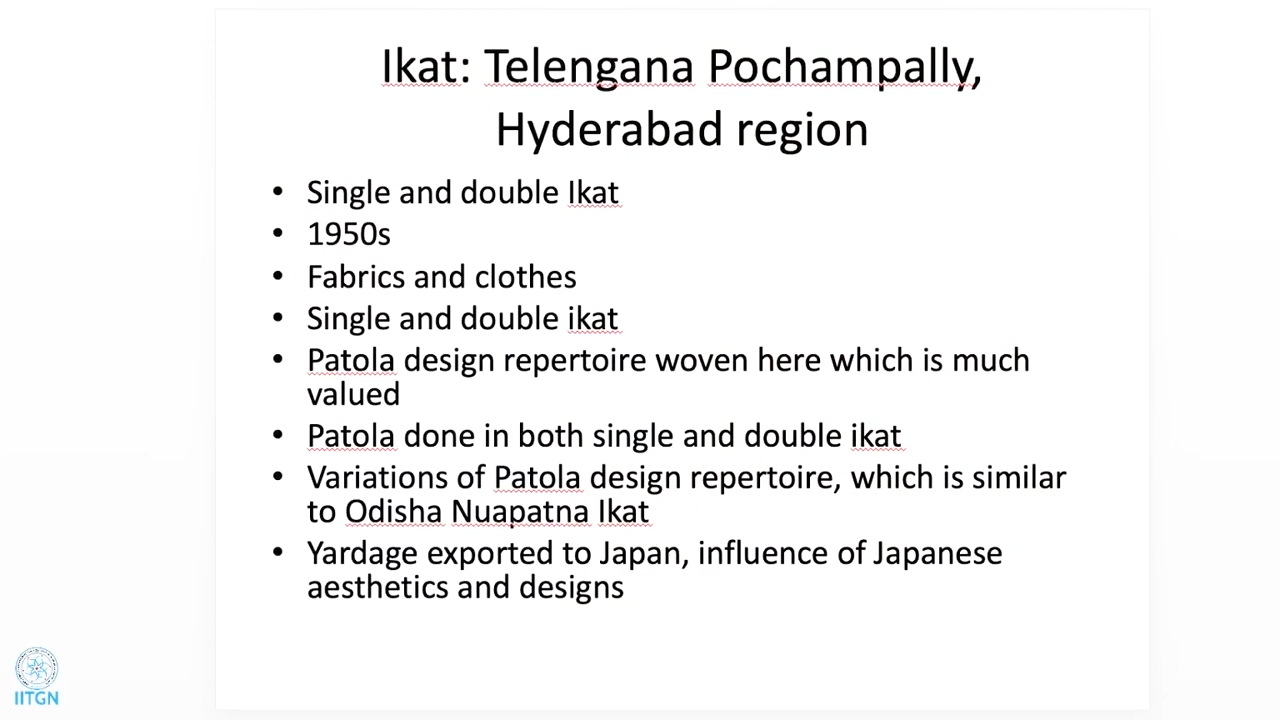 Ikat: Telengana Pochampally,
Hyderabad region
• Single and double Ikat
• 1950s
• Fabrics and clothes
• Single and double ikat
• Patola design repertoire woven here which is much
valued
• Patola done in both single and double ikat
• Variations of Patola design repertoire, which is similar
to Odisha Nuapatna Ikat
• Yardage exported to Japan, influence of Japanese
aesthetics and designs
IITGN